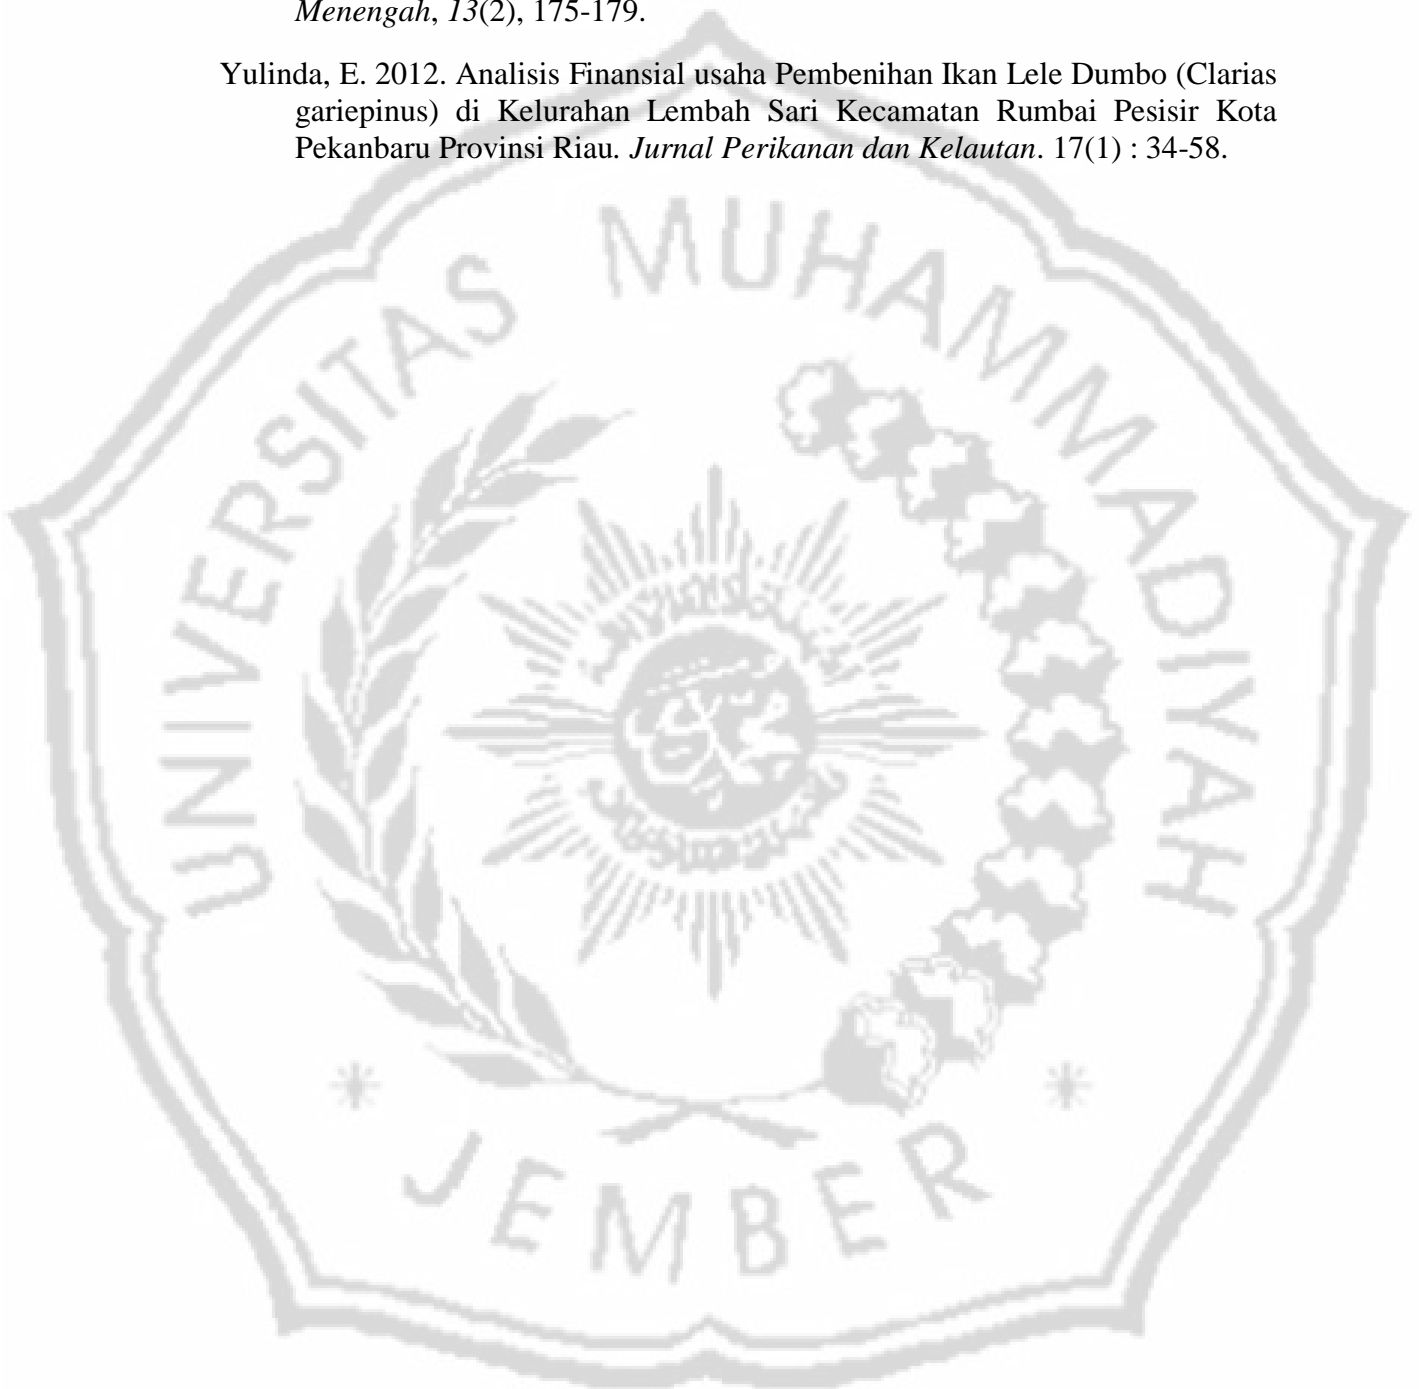 Menengah, 13(2), 175-179.
Yulinda, E. 2012. Analisis Finansial usaha Pembenihan Ikan Lele Dumbo (Clarias
gariepinus) di Kelurahan Lembah Sari Kecamatan Rumbai Pesisir Kota
Pekanbaru Provinsi Riau. Jurnal Perikanan dan Kelautan. 17(1) : 34-58.
UNIVERSITAS MUHAMMADIYAH
JEMBER